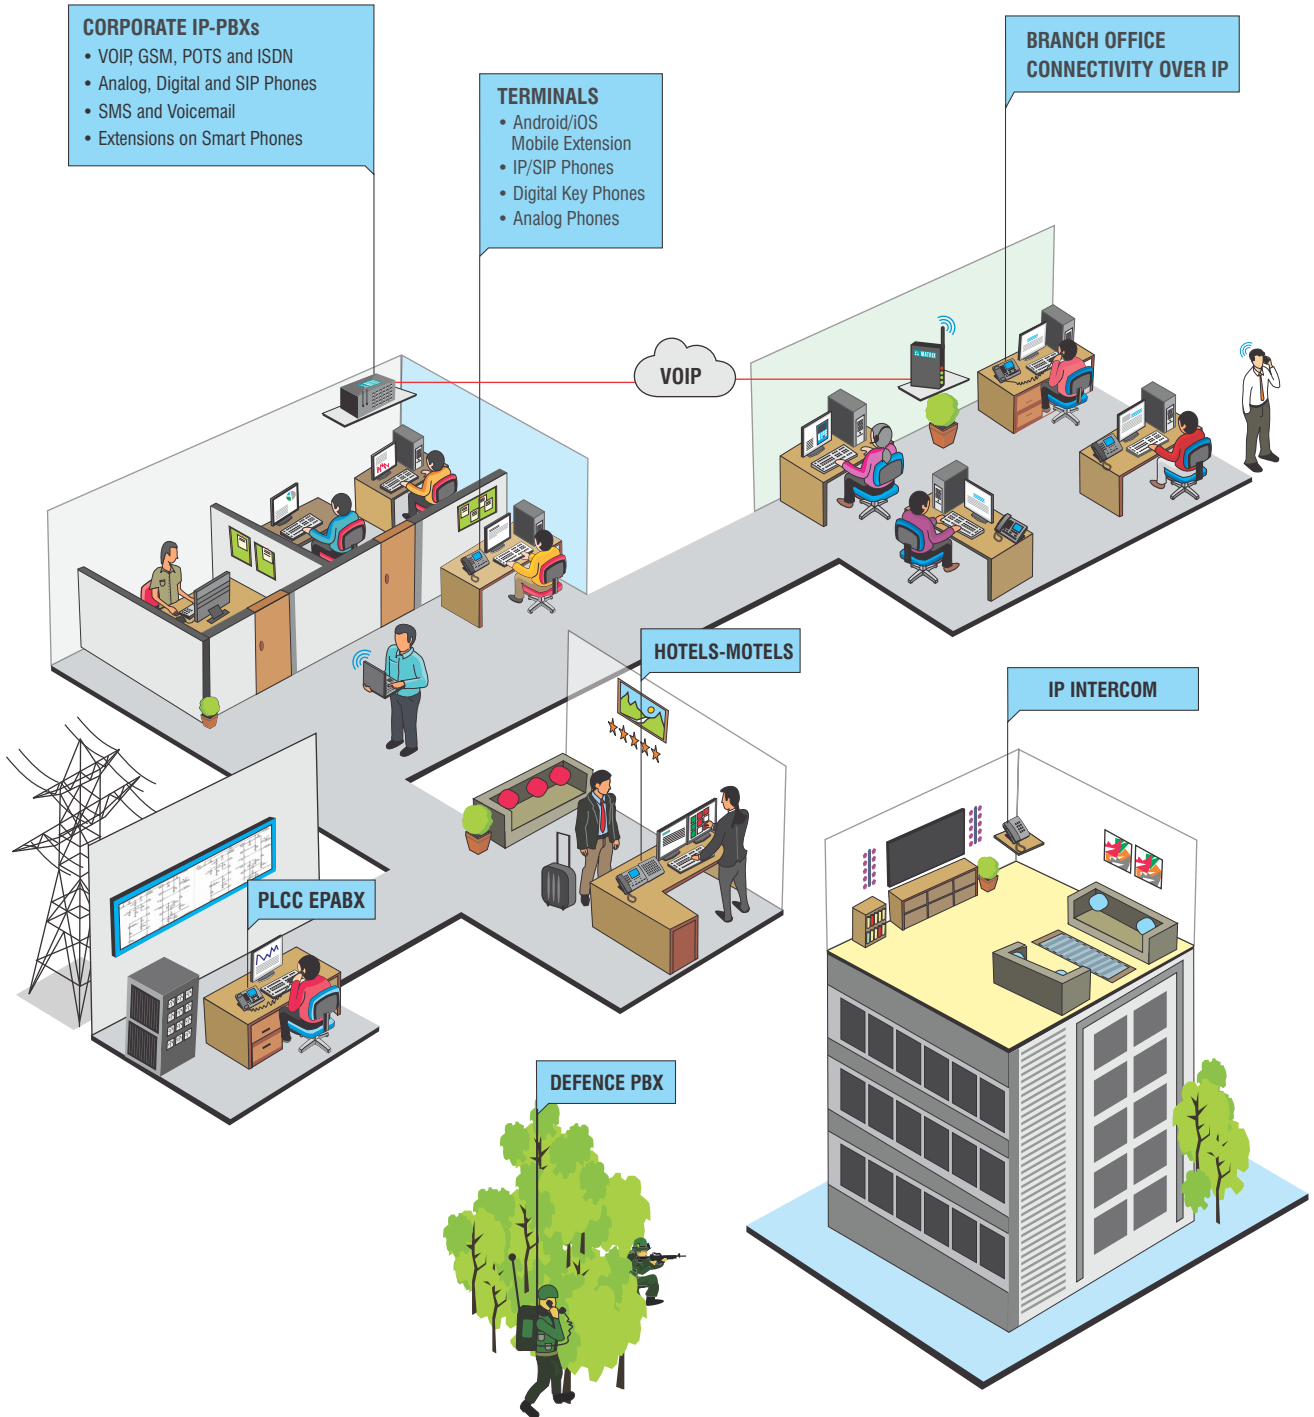 CORPORATE IP-PBXs
• VOIP, GSM, POTS and ISDN
• Analog, Digital and SIP Phones
• SMS and Voicemail
• Extensions on Smart Phones
TERMINALS
• Android/iOS
Mobile Extension
• IP/SIP Phones
• Digital Key Phones
• Analog Phones
BRANCH OFFICE
CONNECTIVITY OVER IP
VOIP
MATRIX
HOTELS-MOTELS
IP INTERCOM
PLCC EPABX
DEFENCE PBX